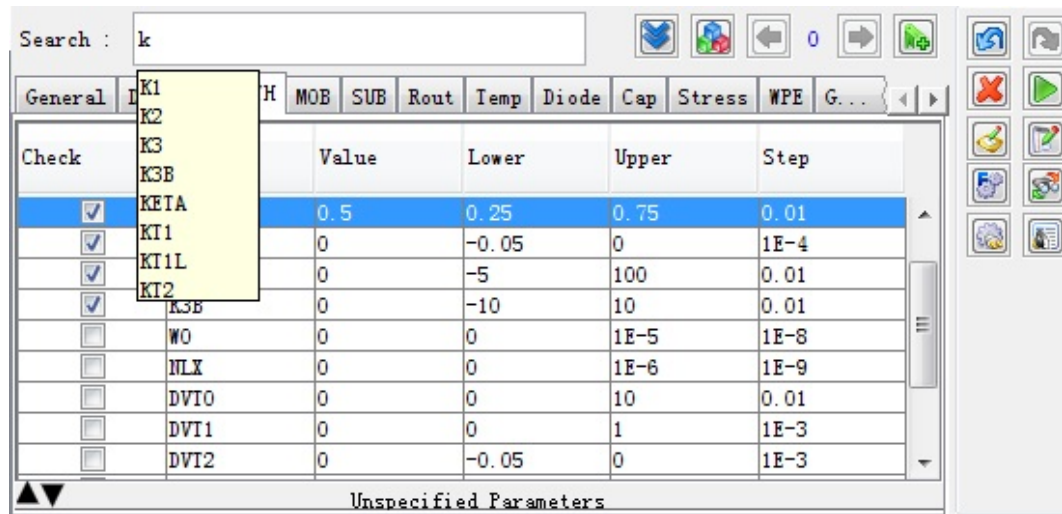 Search : k
0
General D H MOB SUB Rout Temp Diode Cap Stress WPE G...
K1
K2
K3
K3B
KETA
KT1
KT1L
KT2
Check Value Lower Upper Step
0.5 0.25 0.75 0.01
0 -0.05 0 1E-4
0 -5 100 0.01
K3B 0 -10 10 0.01
W0 0 0 1E-5 1E-8
NLX 0 0 1E-6 1E-9
DVT0 0 0 10 0.01
DVT1 0 0 1 1E-3
DVT2 0 -0.05 0 1E-3
Unspecified Parameters